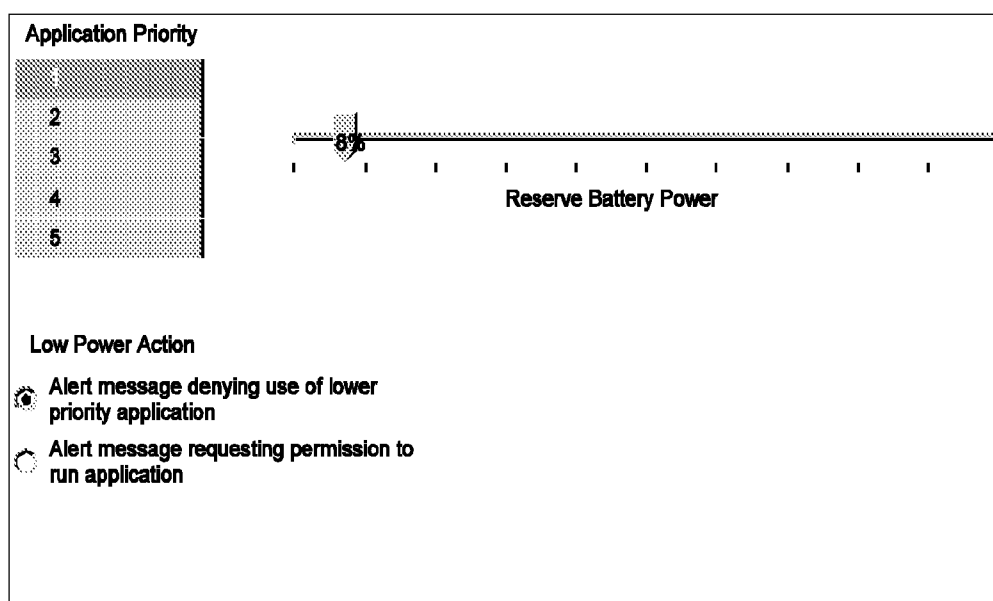 Application Priority
1
2
3
4
5
8%
Reserve Battery Power
Low Power Action
Alert message denying use of lower
priority application
Alert message requesting permission to
run application